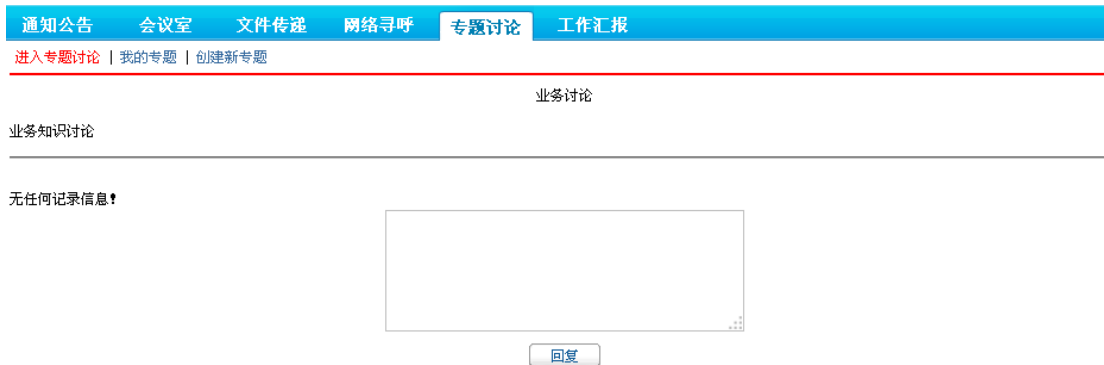 通知公告 会议室 文件传递 网络寻呼 专题讨论 工作汇报
进入专题讨论 | 我的专题 | 创建新专题
业务讨论
业务知识讨论
无任何记录信息!
回复